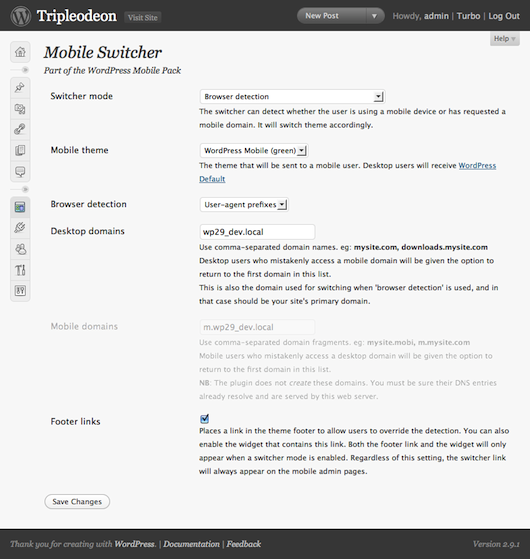 Tripleodeon Visit Site New Post Howdy, admin | Turbo | Log Out
Help
Mobile Switcher
Part of the WordPress Mobile Pack
Switcher mode Browser detection
The switcher can detect whether the user is using a mobile device or has requested a
mobile domain. It will switch theme accordingly.
Mobile theme WordPress Mobile (green)
The theme that will be sent to a mobile user. Desktop users will receive WordPress
Default
Browser detection User-agent prefixes
Desktop domains wp29_dev.local
Use comma-separated domain names. eg: mysite.com, downloads.mysite.com
Desktop users who mistakenly access a mobile domain will be given the option to
return to the first domain in this list.
This is also the domain used for switching when 'browser detection' is used, and in
that case should be your site's primary domain.
Mobile domains m.wp29_dev.local
Use comma-separated domain fragments. eg: mysite.mobi, m.mysite.com
Mobile users who mistakenly access a desktop domain will be given the option to
return to the first domain in this list.
NB: The plugin does not create these domains. You must be sure their DNS entries
already resolve and are served by this web server.
Footer links
Places a link in the theme footer to allow users to override the detection. You can also
enable the widget that contains this link. Both the footer link and the widget will only
appear when a switcher mode is enabled. Regardless of this setting, the switcher link
will always appear on the mobile admin pages.
Save Changes
Thank you for creating with WordPress. | Documentation | Feedback Version 2.9.1